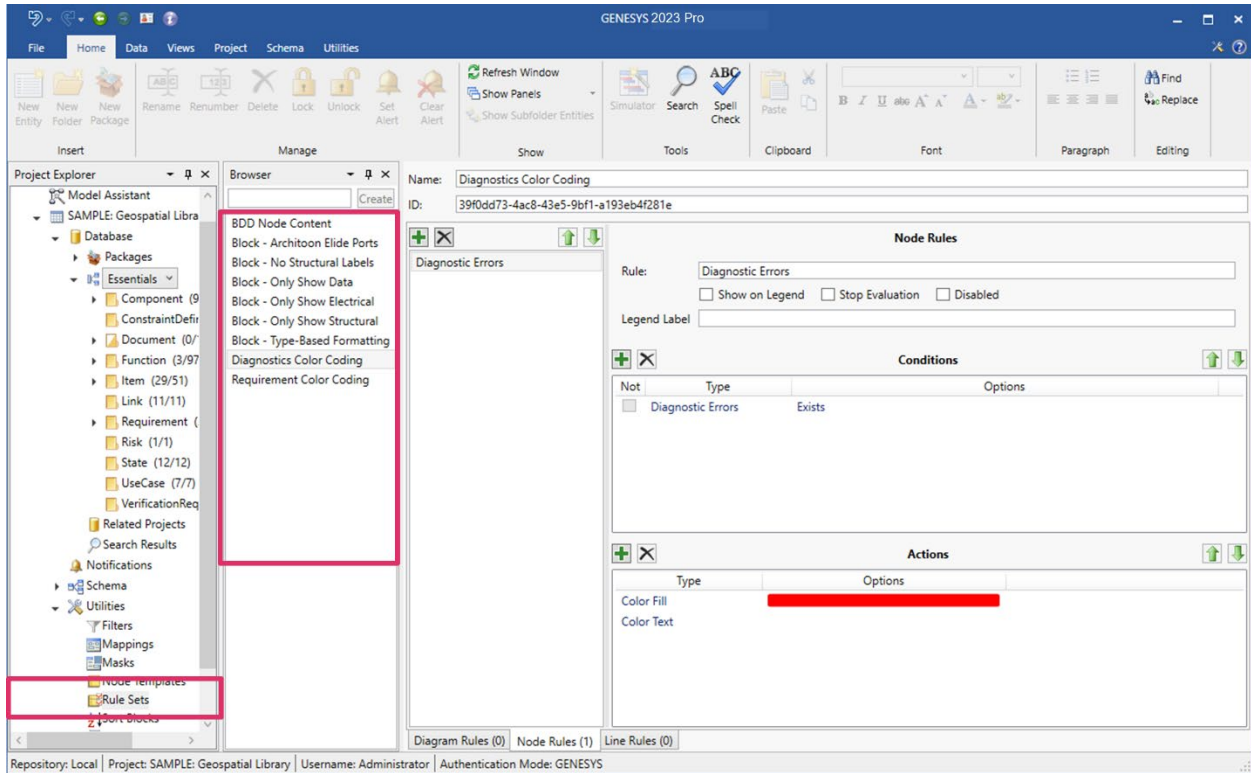 GENESYS 2023 Pro
File Home Data Views Project Schema Utilities
New Entity
New Folder
New Package
Rename Renumber Delete Lock Unlock
Set Alert
Clear Alert
Refresh Window
Show Panels
Show Subfolder Entities
Simulator Search
Spell Check
Paste
B I U abc A A A
Find
Replace
Insert Manage Show Tools Clipboard Font Paragraph Editing
Project Explorer
Model Assistant
SAMPLE: Geospatial Libra
Database
Packages
Essentials
Component (9
ConstraintDefir
Document (0/
Function (3/97
Item (29/51)
Link (11/11)
Requirement (
Risk (1/1)
State (12/12)
UseCase (7/7)
VerificationReq
Related Projects
Search Results
Notifications
Schema
Utilities
Filters
Mappings
Masks
Node Templates
Rule Sets
Sort Blocks
Browser
Create
BDD Node Content
Block - Architoon Elide Ports
Block - No Structural Labels
Block - Only Show Data
Block - Only Show Electrical
Block - Only Show Structural
Block - Type-Based Formatting
Diagnostics Color Coding
Requirement Color Coding
Name: Diagnostics Color Coding
ID: 39f0dd73-4ac8-43e5-9bf1-a193eb4f281e
Diagnostic Errors
Node Rules
Rule: Diagnostic Errors
Show on Legend Stop Evaluation Disabled
Legend Label
Conditions
Not Type Options
Diagnostic Errors Exists
Actions
Type Options
Color Fill
Color Text
Diagram Rules (0) Node Rules (1) Line Rules (0)
Repository: Local Project: SAMPLE: Geospatial Library Username: Administrator Authentication Mode: GENESYS